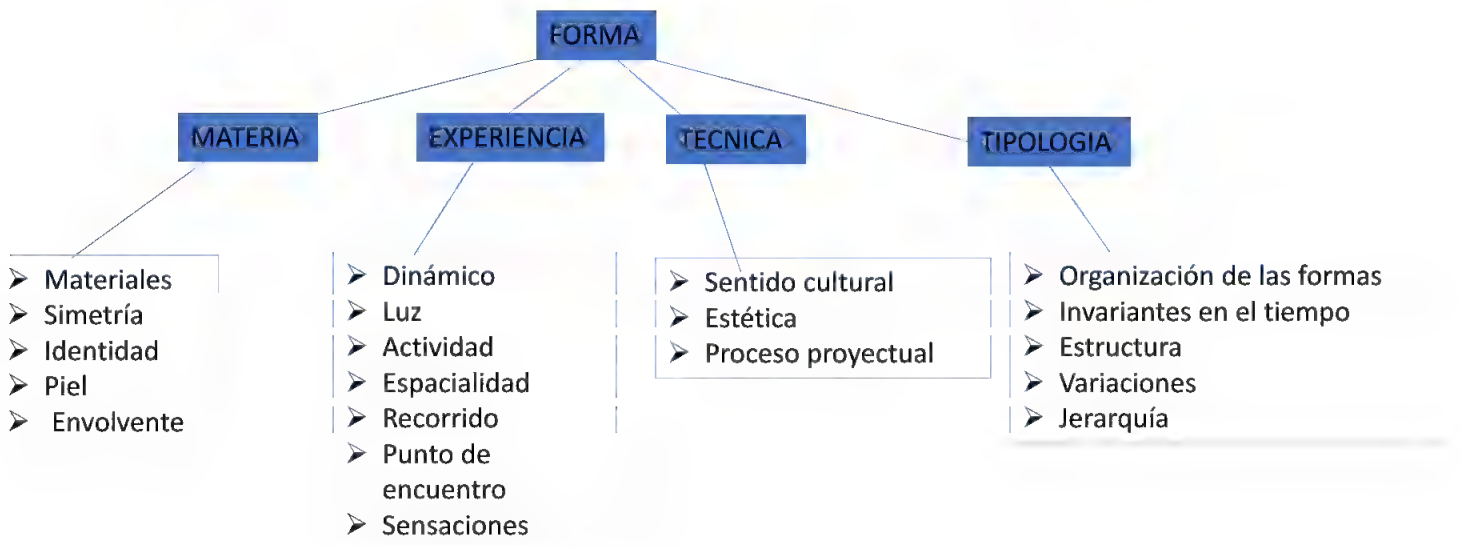 FORMA
MATERIA
EXPERIENCIA
TECNICA
TIPOLOGIA
➢ Materiales
➢ Simetría
➢ Identidad
➢ Piel
➢ Envolvente
➢ Dinámico
➢ Luz
➢ Actividad
➢ Espacialidad
➢ Recorrido
➢ Punto de
encuentro
➢ Sensaciones
➢ Sentido cultural
➢ Estética
➢ Proceso proyectual
➢ Organización de las formas
➢ Invariantes en el tiempo
➢ Estructura
➢ Variaciones
➢ Jerarquía